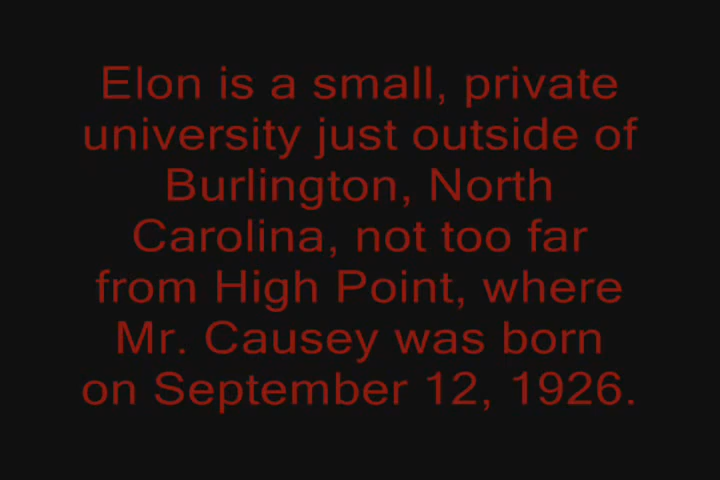 Elon is a small, private
university just outside of
Burlington, North
Carolina, not too far
from High Point, where
Mr. Causey was born
on September 12, 1926.